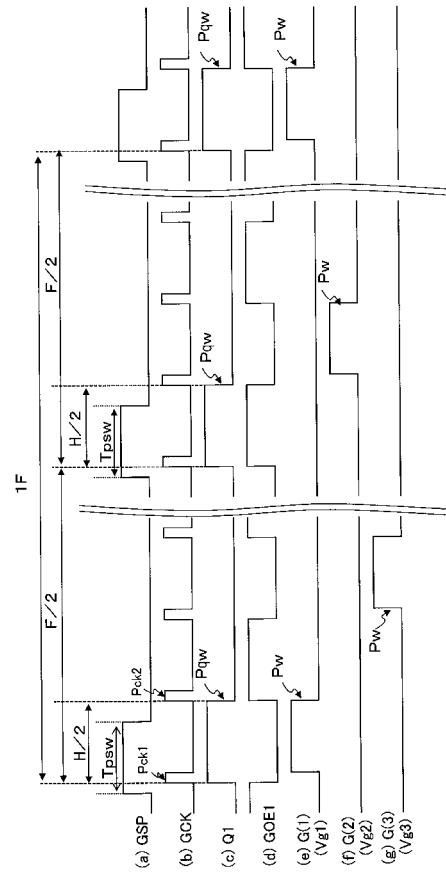 1F
F/2
F/2
H/2
H/2
Tpsw
Tpsw
(a) GSP
Pck1
Pck2
(b) GCK
Pqw
Pqw
Pqw
(c) Q1
(d) GOE1
Pw
Pw
(e) G(1)
(Vg1)
Pw
(f) G(2)
(Vg2)
Pw
(g) G(3)
(Vg3)